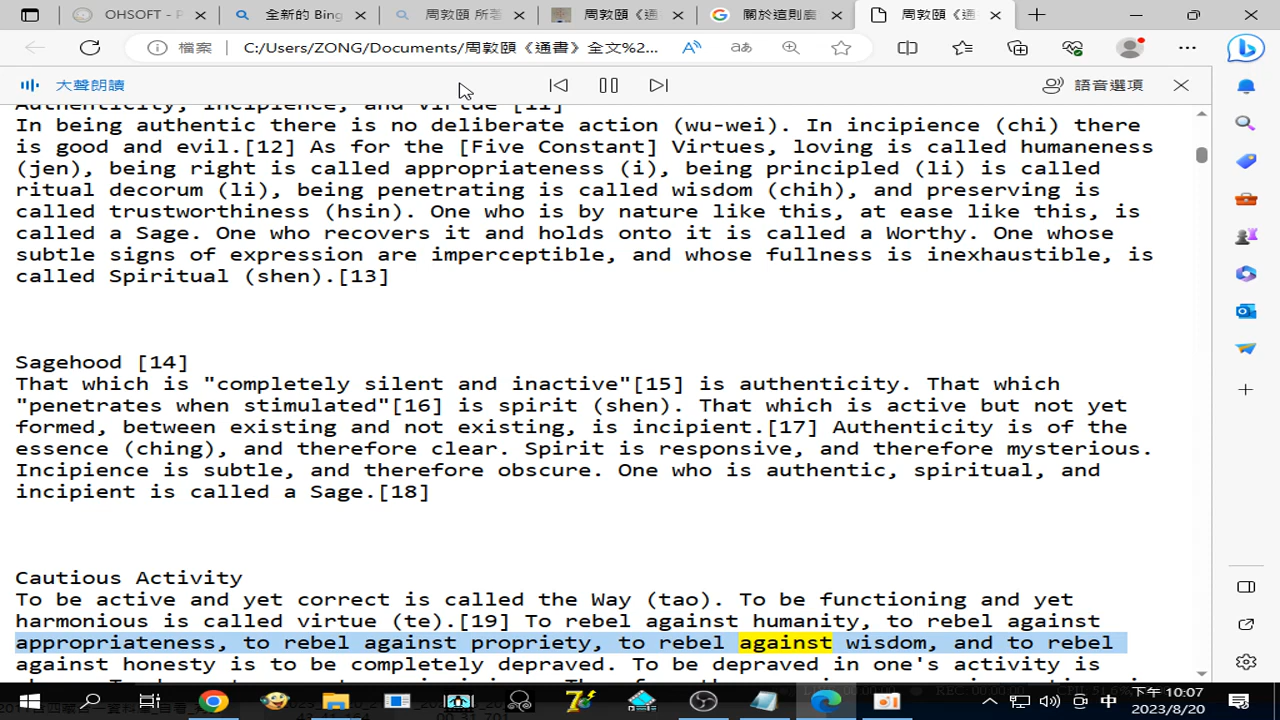 OHSOFT - F
全新的 Bing
周敦頤 所著
周敦頤《通
關於這則廠
周敦頤《通
檔案
C:/Users/ZONG/Documents/周敦頤《通書》全文%2...
大聲朗讀
語音選項
Authenticity, incipience, and virtue [11]
In being authentic there is no deliberate action (wu-wei). In incipience (chi) there
is good and evil.[12] As for the [Five Constant] Virtues, loving is called humaneness
(jen), being right is called appropriateness (i), being principled (li) is called
ritual decorum (li), being penetrating is called wisdom (chih), and preserving is
called trustworthiness (hsin). One who is by nature like this, at ease like this, is
called a Sage. One who recovers it and holds onto it is called a Worthy. One whose
subtle signs of expression are imperceptible, and whose fullness is inexhaustible, is
called Spiritual (shen).[13]
Sagehood [14]
That which is "completely silent and inactive"[15] is authenticity. That which
"penetrates when stimulated"[16] is spirit (shen). That which is active but not yet
formed, between existing and not existing, is incipient.[17] Authenticity is of the
essence (ching), and therefore clear. Spirit is responsive, and therefore mysterious.
Incipience is subtle, and therefore obscure. One who is authentic, spiritual, and
incipient is called a Sage.[18]
Cautious Activity
To be active and yet correct is called the Way (tao). To be functioning and yet
harmonious is called virtue (te).[19] To rebel against humanity, to rebel against
appropriateness, to rebel against propriety, to rebel against wisdom, and to rebel
against honesty is to be completely depraved. To be depraved in one's activity is
中
下午 10:07
2023/8/20